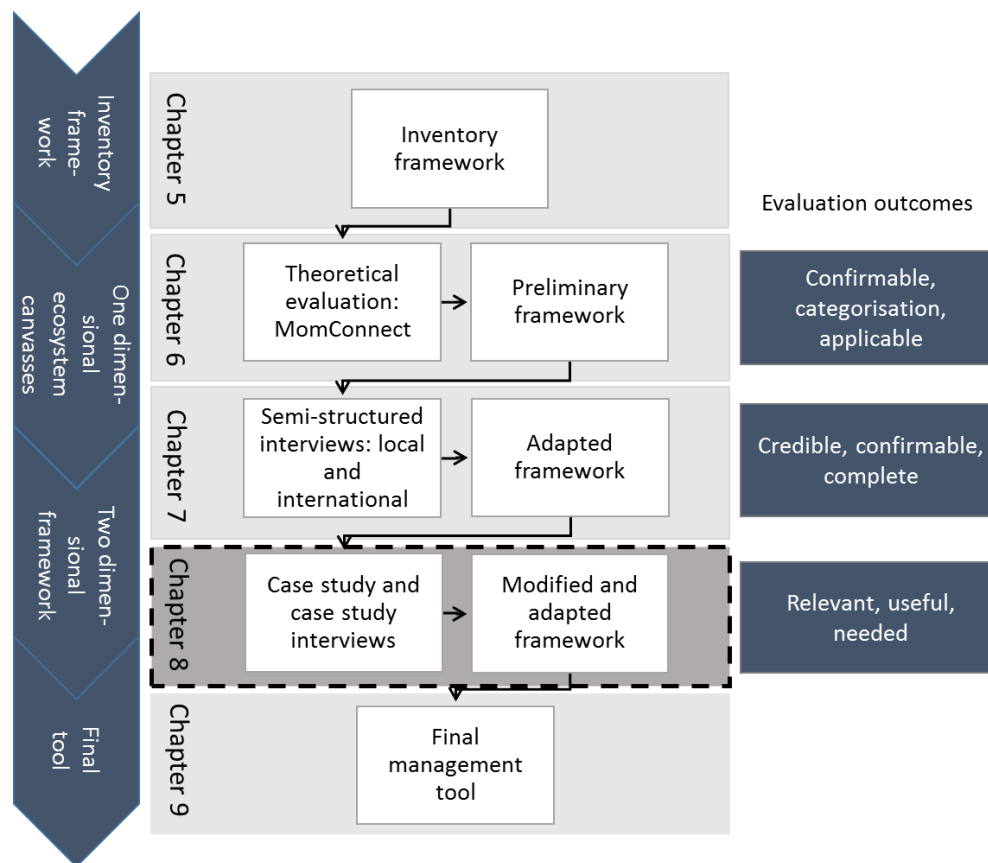 Inventory
frame-
work
One dimen-
sional
ecosystem
canvasses
Two dimen-
sional
framework
Final
tool
Chapter 5
Inventory
framework
Evaluation outcomes
Chapter 6
Theoretical
evaluation:
MomConnect
Preliminary
framework
Confirmable,
categorisation,
applicable
Chapter 7
Semi-structured
interviews: local
and
international
Adapted
framework
Credible, confirmable,
complete
Chapter 8
Case study and
case study
interviews
Modified and
adapted
framework
Relevant, useful,
needed
Chapter 9
Final
management
tool